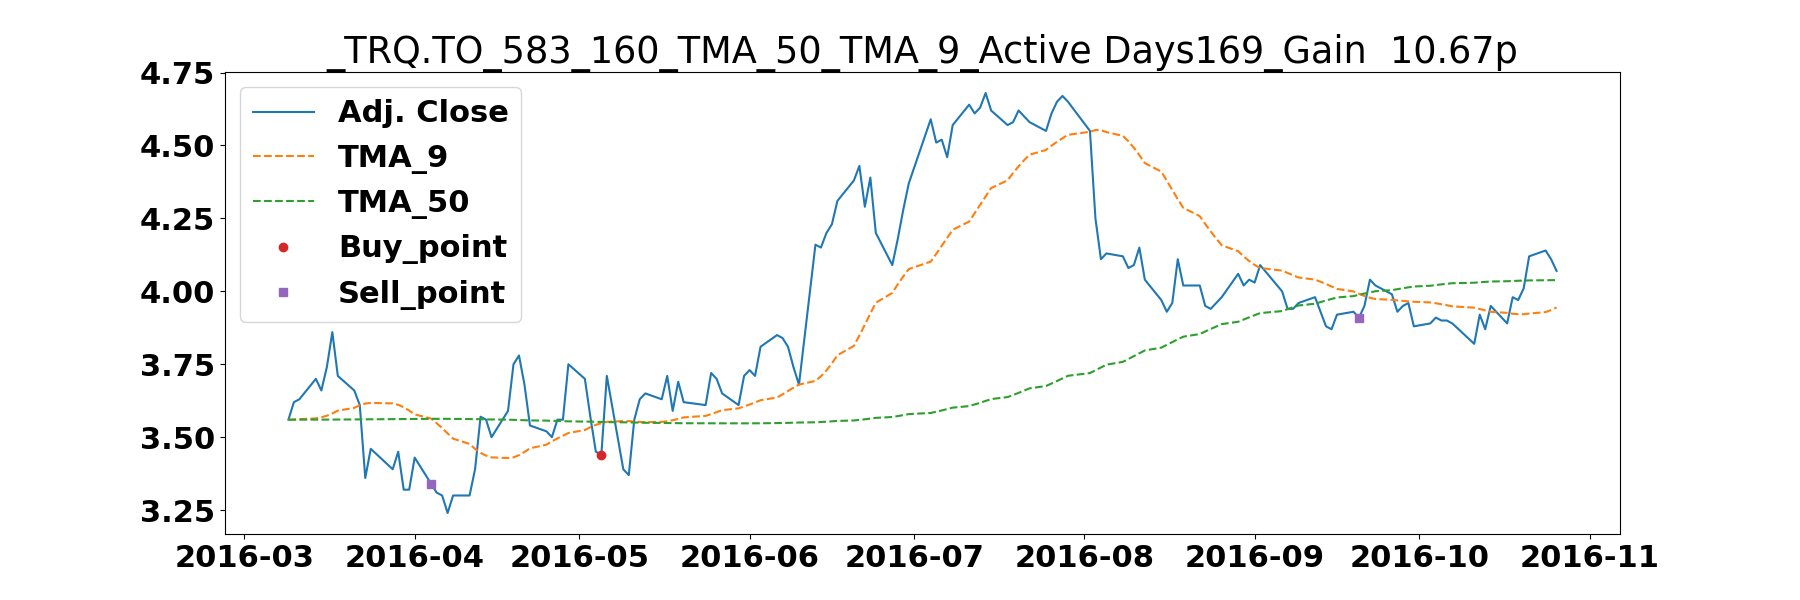 _TRQ.TO_583_160_TMA_50_TMA_9_Active Days169_Gain  10.67p
4.75
4.50
4.25
4.00
3.75
3.50
3.25
Adj. Close
TMA_9
TMA_50
Buy_point
Sell_point
2016-03 2016-04 2016-05 2016-06 2016-07 2016-08 2016-09 2016-10 2016-11